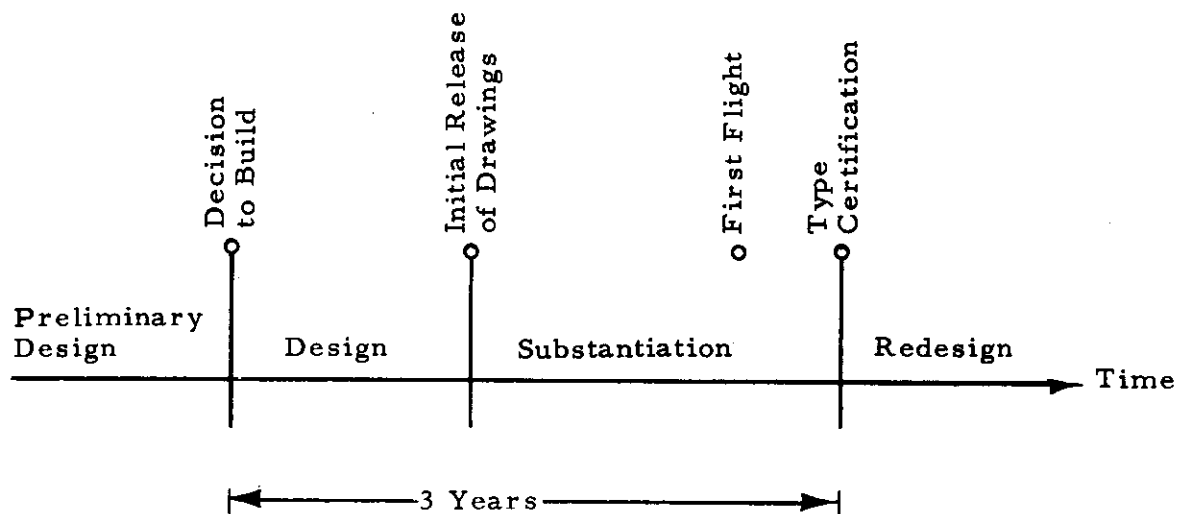 Decision
to Build
Initial Release
of Drawings
First Flight
Type
Certification
Preliminary
Design
Design
Substantiation
Redesign
Time
3 Years